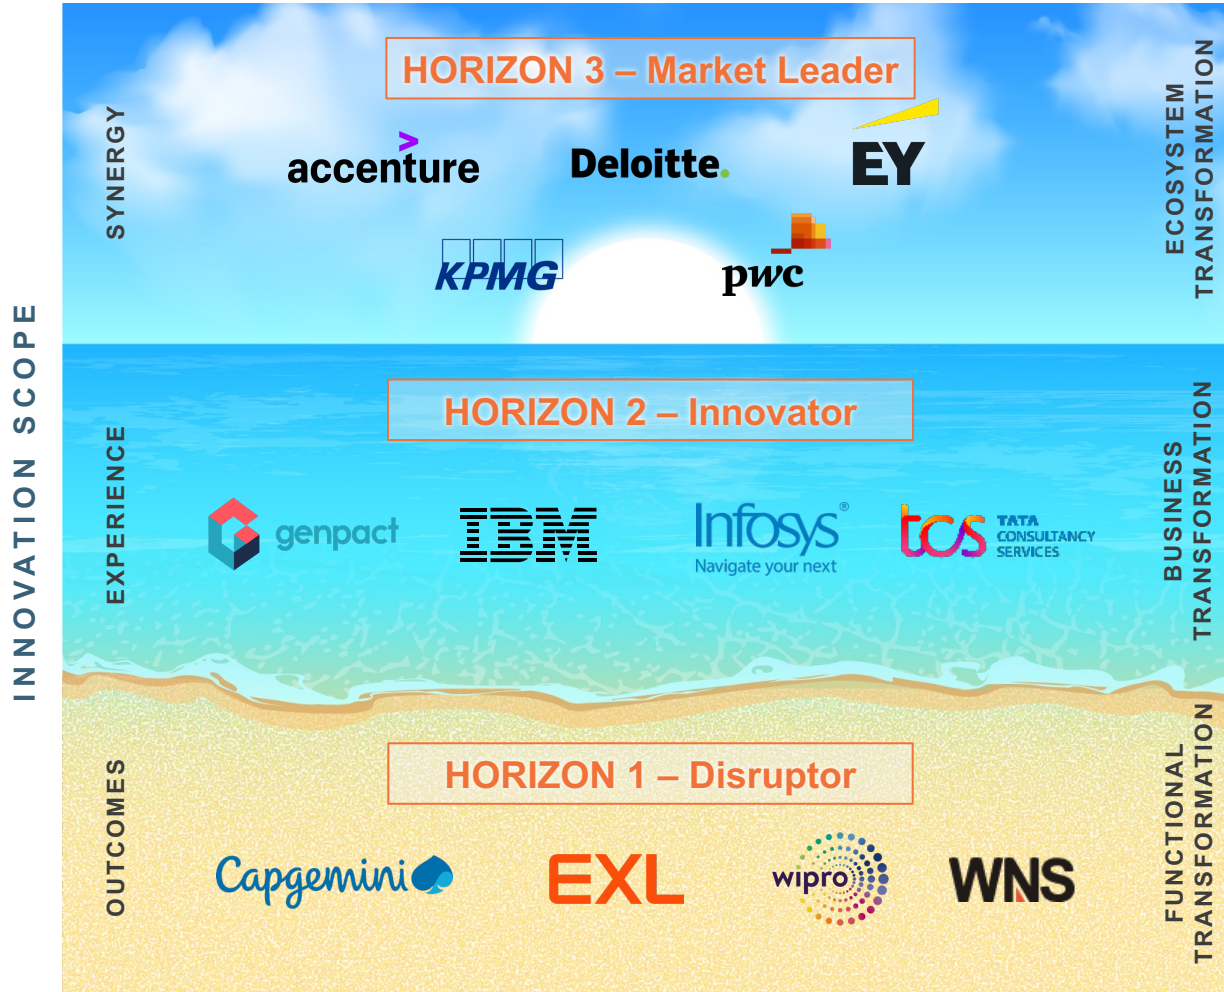 INNOVATION SCOPE
HORIZON 3 – Market Leader
SYNERGY
accenture
Deloitte.
EY
KPMG
pwc
ECOSYSTEM
TRANSFORMATION
HORIZON 2 – Innovator
EXPERIENCE
genpact
IBM
Infosys®
Navigate your next
tcs
TATA
CONSULTANCY
SERVICES
BUSINESS
TRANSFORMATION
HORIZON 1 – Disruptor
OUTCOMES
Capgemini
EXL
wipro
WNS
FUNCTIONAL
TRANSFORMATION